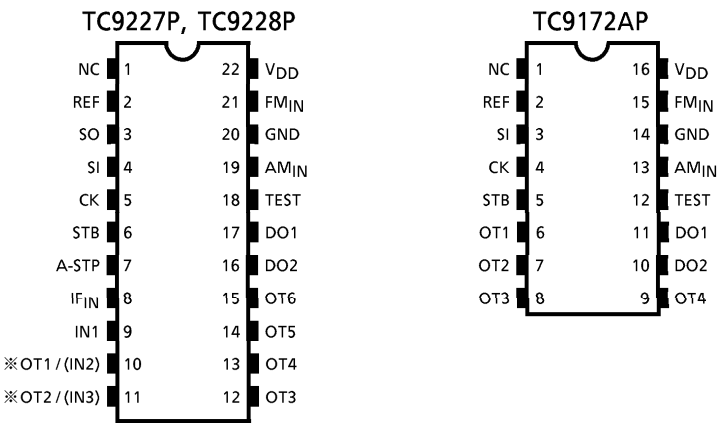 TC9227P, TC9228P
NC 1 22 VDD
REF 2 21 FMIN
SO 3 20 GND
SI 4 19 AMIN
CK 5 18 TEST
STB 6 17 DO1
A-STP 7 16 DO2
IFIN 8 15 OT6
IN1 9 14 OT5
※OT1/(IN2) 10 13 OT4
※OT2/(IN3) 11 12 OT3
TC9172AP
NC 1 16 VDD
REF 2 15 FMIN
SI 3 14 GND
CK 4 13 AMIN
STB 5 12 TEST
OT1 6 11 DO1
OT2 7 10 DO2
OT3 8 9 OT4